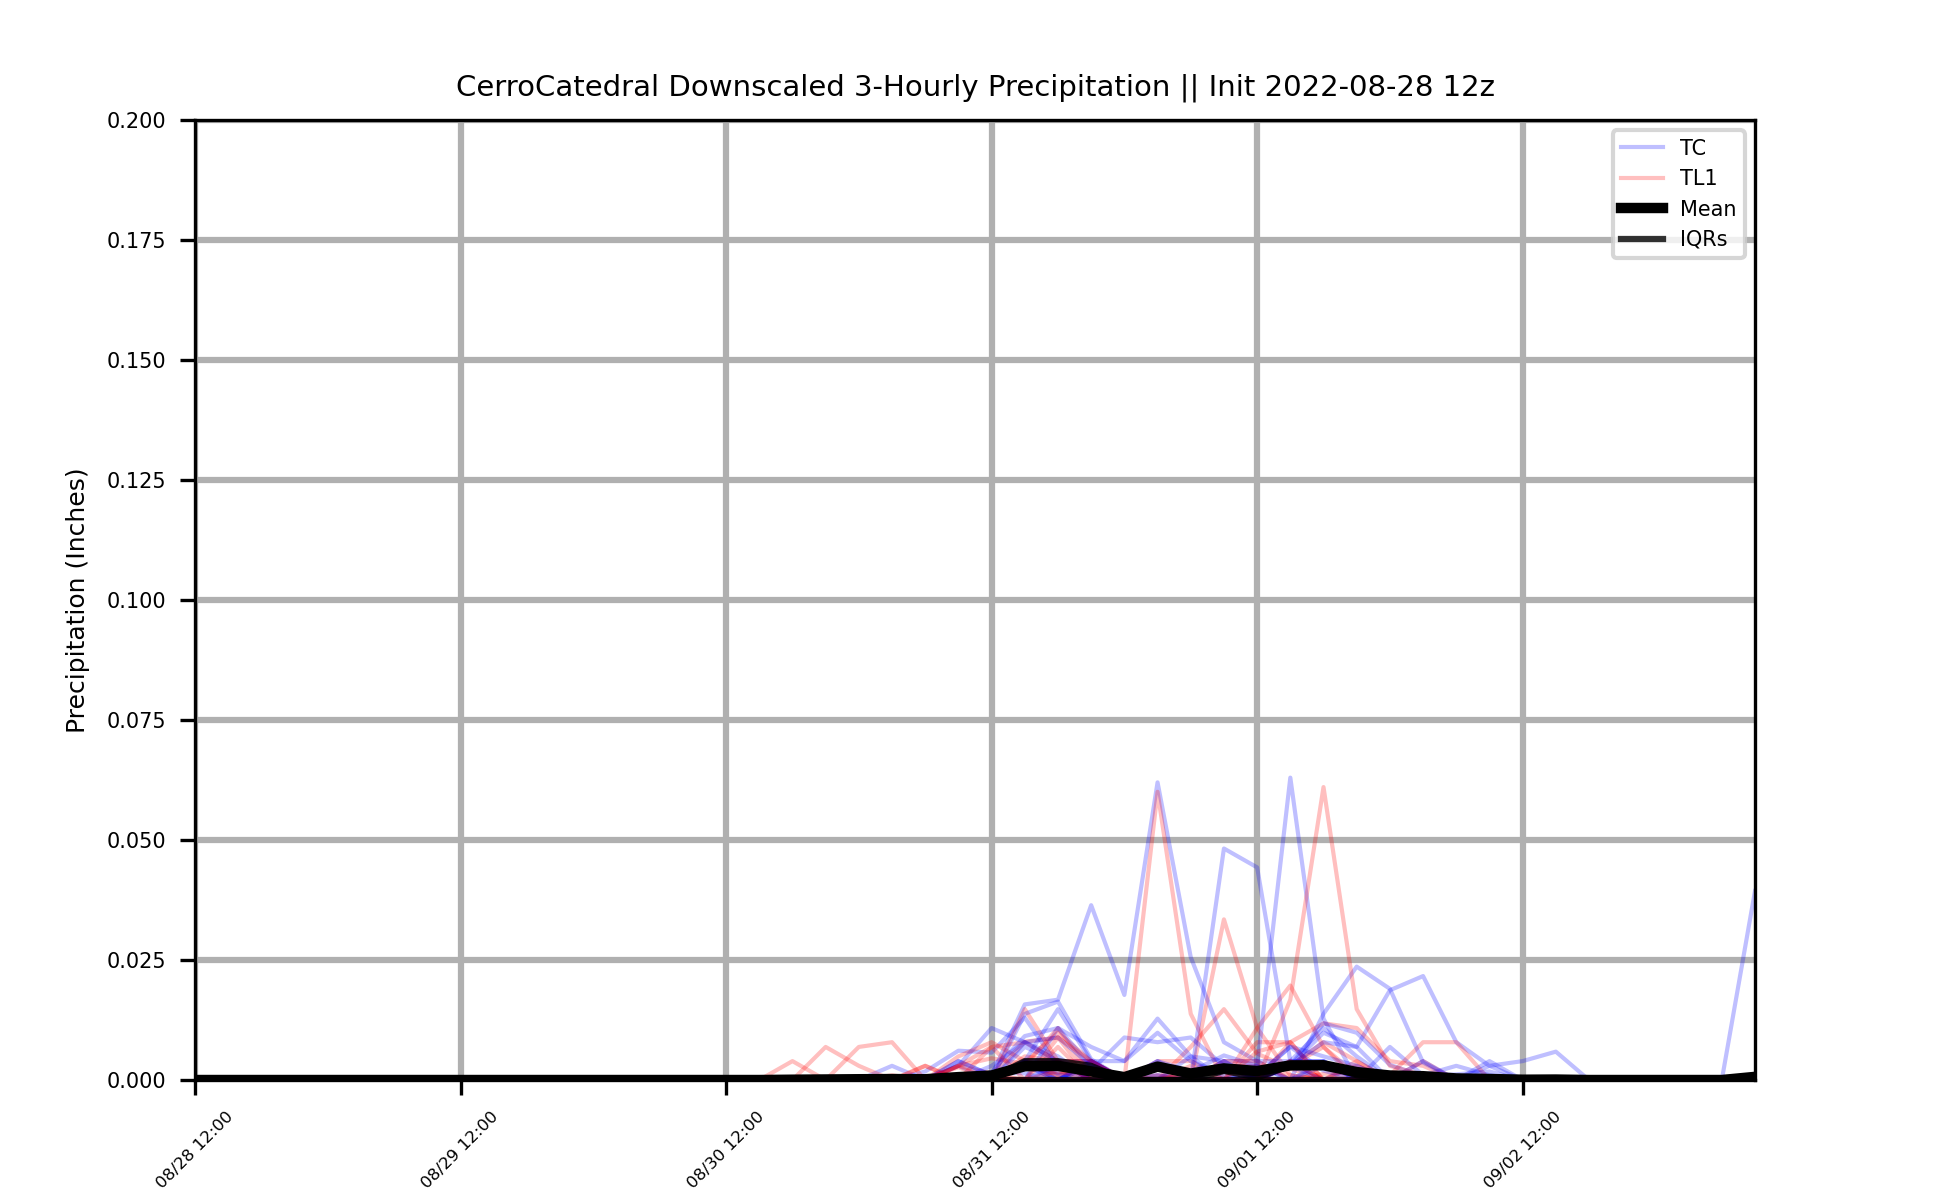 CerroCatedral Downscaled 3-Hourly Precipitation || Init 2022-08-28 12z
Precipitation (Inches)
0.200
0.175
0.150
0.125
0.100
0.075
0.050
0.025
0.000
TC
TL1
Mean
IQRs
08/28 12:00
08/29 12:00
08/30 12:00
08/31 12:00
09/01 12:00
09/02 12:00